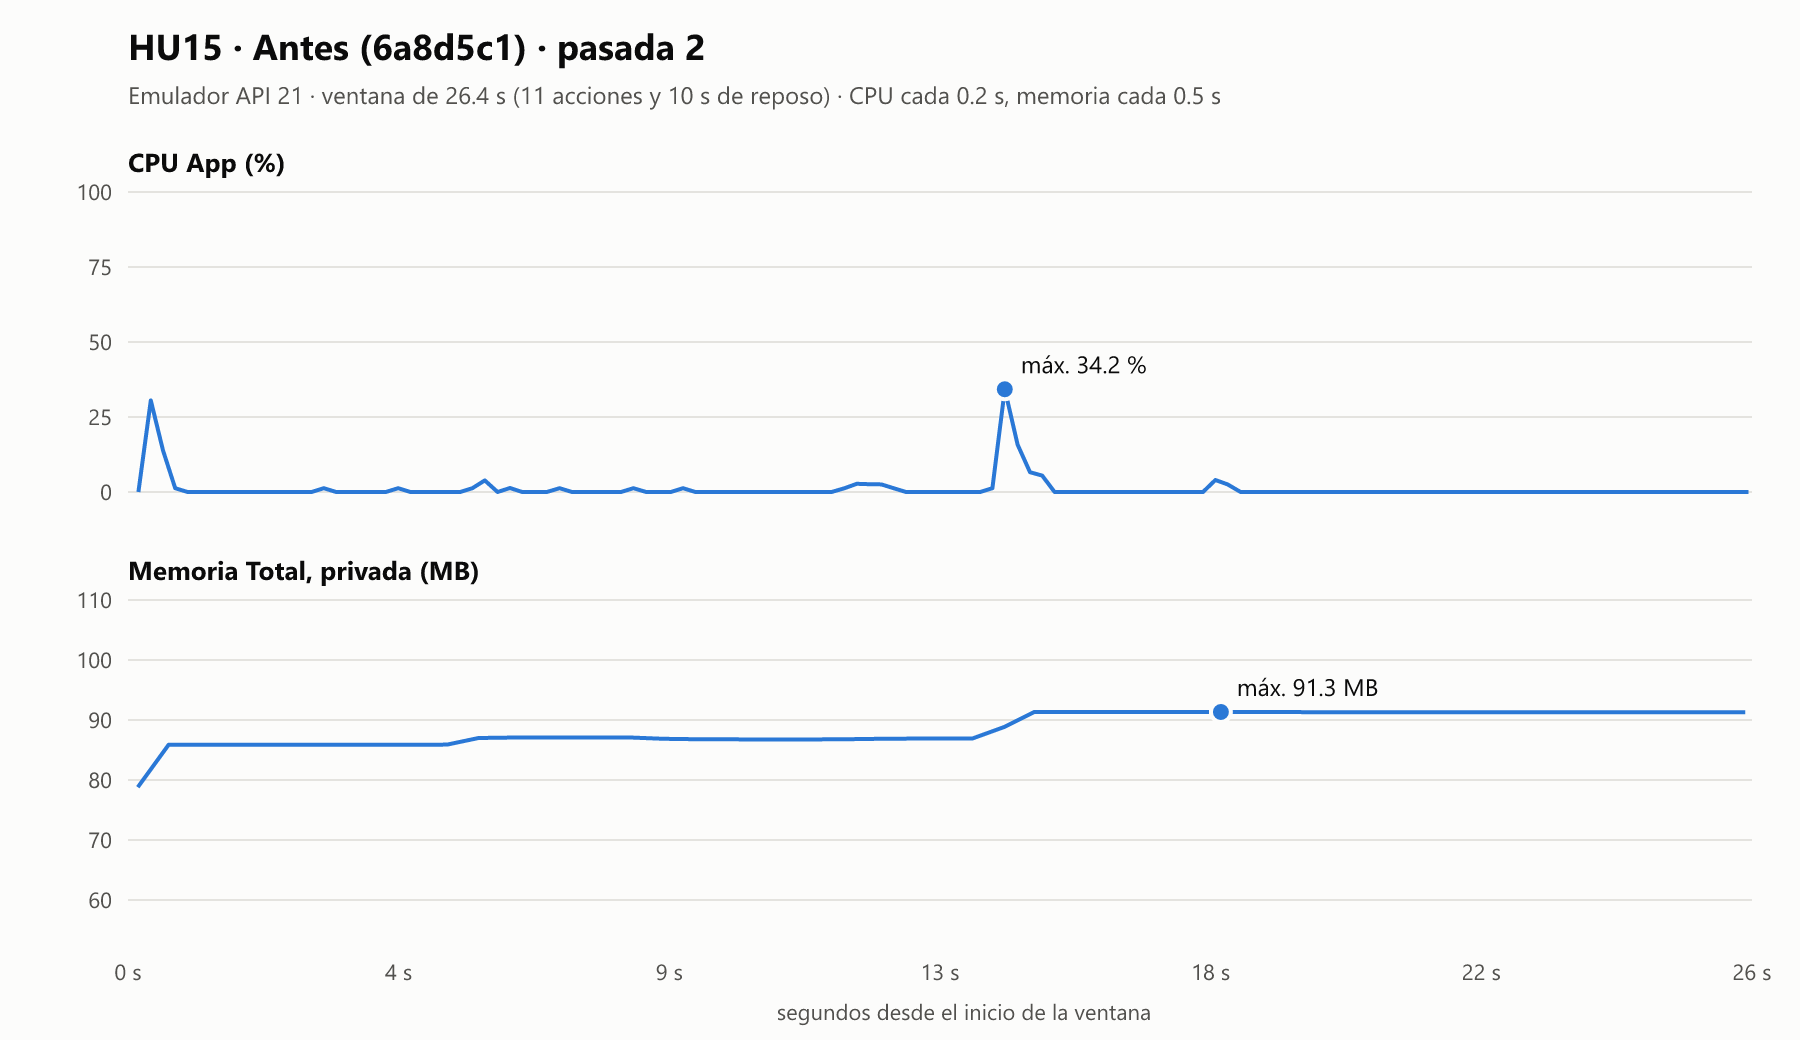 HU15 · Antes (6a8d5c1) · pasada 2
Emulador API 21 · ventana de 26.4 s (11 acciones y 10 s de reposo) · CPU cada 0.2 s, memoria cada 0.5 s
CPU App (%)
100
75
50
máx. 34.2 %
25
0
Memoria Total, privada (MB)
110
100
máx. 91.3 MB
90
80
70
60
0 s 4 s 9 s 13 s 18 s 22 s 26 s
segundos desde el inicio de la ventana